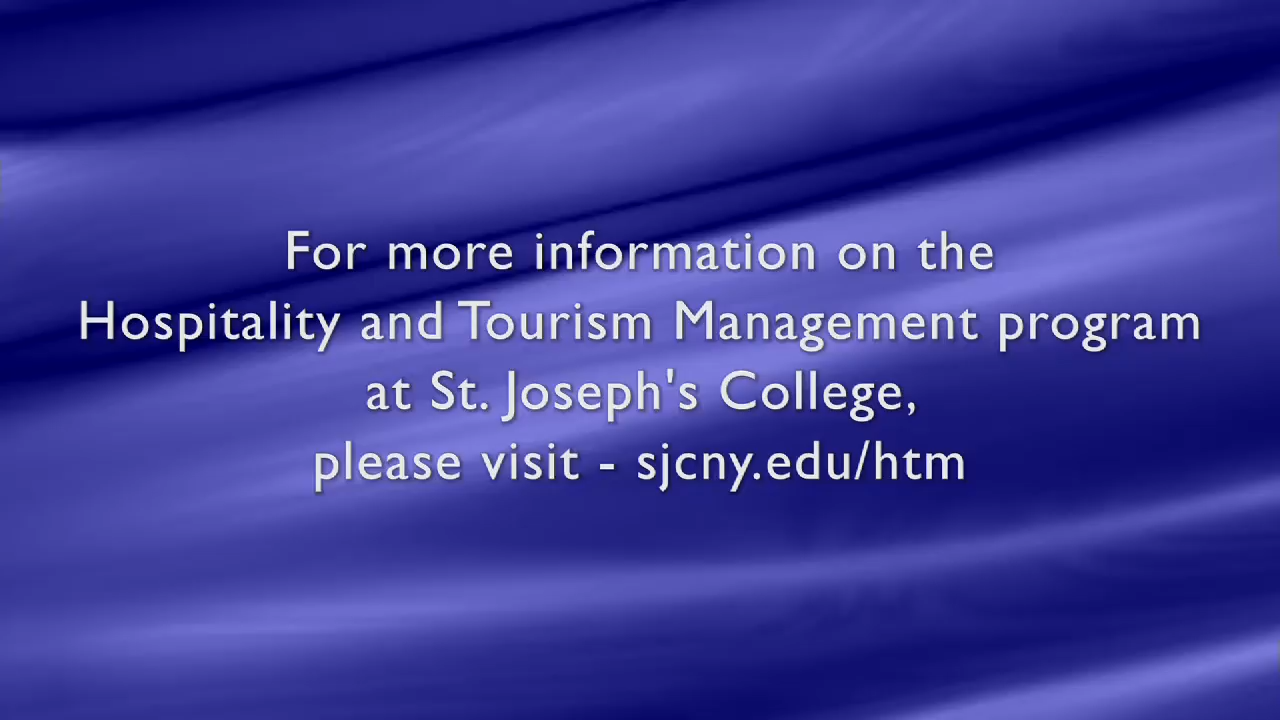 For more information on the
Hospitality and Tourism Management program
at St. Joseph's College,
please visit - sjcny.edu/htm